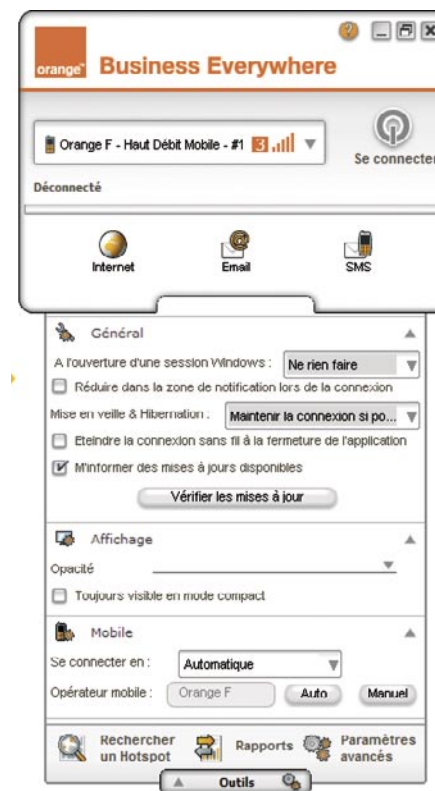 orange™ Business Everywhere
Orange F - Haut Débit Mobile - #1 3
Se connecter
Déconnecté
Internet Email SMS
Général
A l'ouverture d'une session Windows : Ne rien faire
Réduire dans la zone de notification lors de la connexion
Mise en veille & Hibernation : Maintenir la connexion si po...
Eteindre la connexion sans fil à la fermeture de l'application
M'informer des mises à jours disponibles
Vérifier les mises à jour
Affichage
Opacité
Toujours visible en mode compact
Mobile
Se connecter en : Automatique
Opérateur mobile : Orange F Auto Manuel
Rechercher un Hotspot Rapports Paramètres avancés
Outils